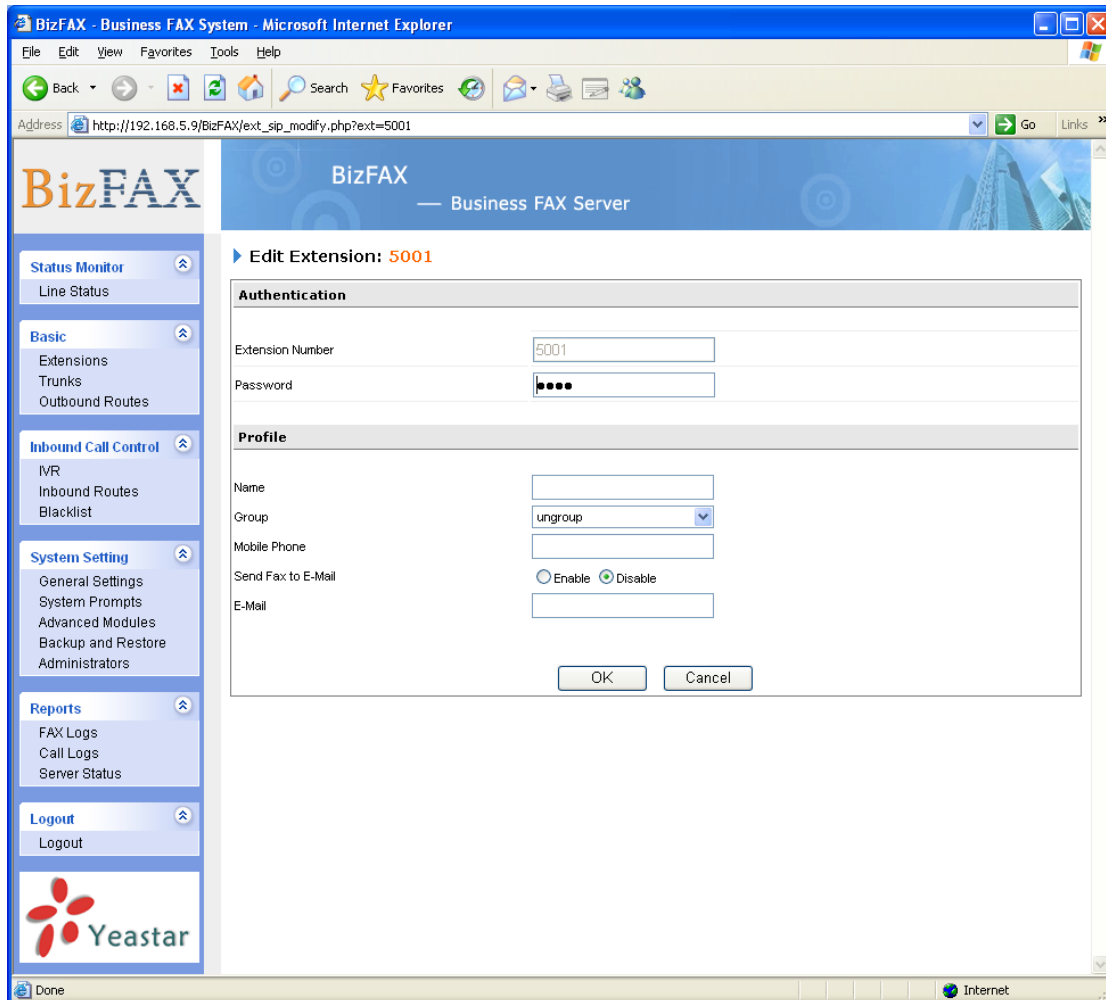 BizFAX - Business FAX System - Microsoft Internet Explorer
File Edit View Favorites Tools Help
Back Search Favorites
Address http://192.168.5.9/BizFAX/ext_sip_modify.php?ext=5001 Go Links »
BizFAX
BizFAX
— Business FAX Server
Status Monitor
Line Status
Basic
Extensions
Trunks
Outbound Routes
Inbound Call Control
IVR
Inbound Routes
Blacklist
System Setting
General Settings
System Prompts
Advanced Modules
Backup and Restore
Administrators
Reports
FAX Logs
Call Logs
Server Status
Logout
Logout
Yeastar
Edit Extension: 5001
Authentication
Extension Number 5001
Password ●●●●
Profile
Name
Group ungroup
Mobile Phone
Send Fax to E-Mail Enable Disable
E-Mail
OK Cancel
Done Internet